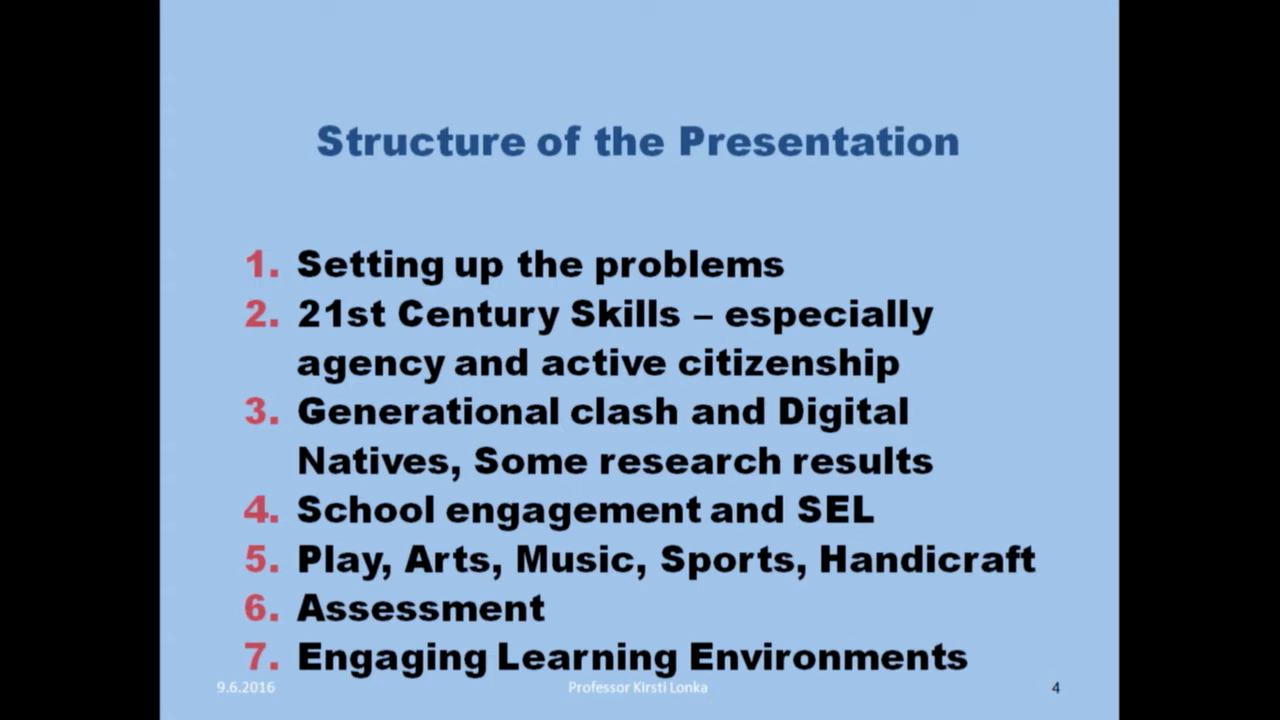 Structure of the Presentation
1. Setting up the problems
2. 21st Century Skills – especially
agency and active citizenship
3. Generational clash and Digital
Natives, Some research results
4. School engagement and SEL
5. Play, Arts, Music, Sports, Handicraft
6. Assessment
7. Engaging Learning Environments
9.6.2016 Professor Kirsti Lonka 4